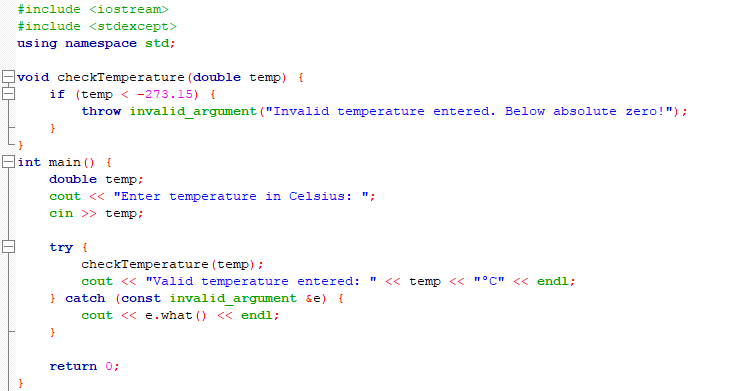 #include <iostream>
#include <stdexcept>
using namespace std;

void checkTemperature(double temp) {
    if (temp < -273.15) {
        throw invalid_argument("Invalid temperature entered. Below absolute zero!");
    }
}
int main() {
    double temp;
    cout << "Enter temperature in Celsius: ";
    cin >> temp;

    try {
        checkTemperature(temp);
        cout << "Valid temperature entered: " << temp << "°C" << endl;
    } catch (const invalid_argument &e) {
        cout << e.what() << endl;
    }

    return 0;
}